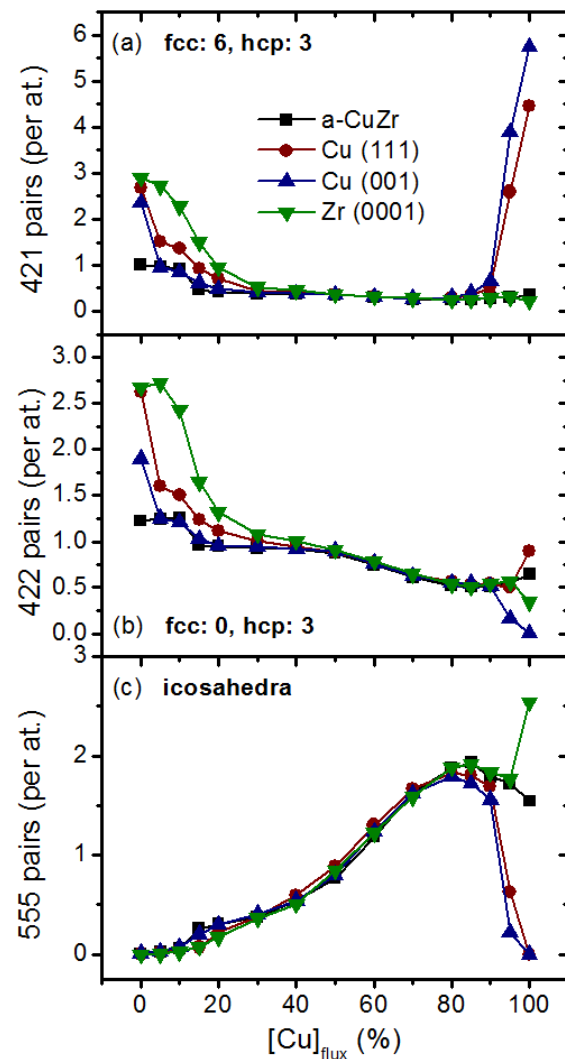 (a) fcc: 6, hcp: 3
a-CuZr
Cu (111)
Cu (001)
Zr (0001)
421 pairs (per at.)
6
5
4
3
2
1
0
(b) fcc: 0, hcp: 3
422 pairs (per at.)
3.0
2.5
2.0
1.5
1.0
0.5
0.0
(c) icosahedra
555 pairs (per at.)
3
2
1
0
0 20 40 60 80 100
[Cu]flux (%)